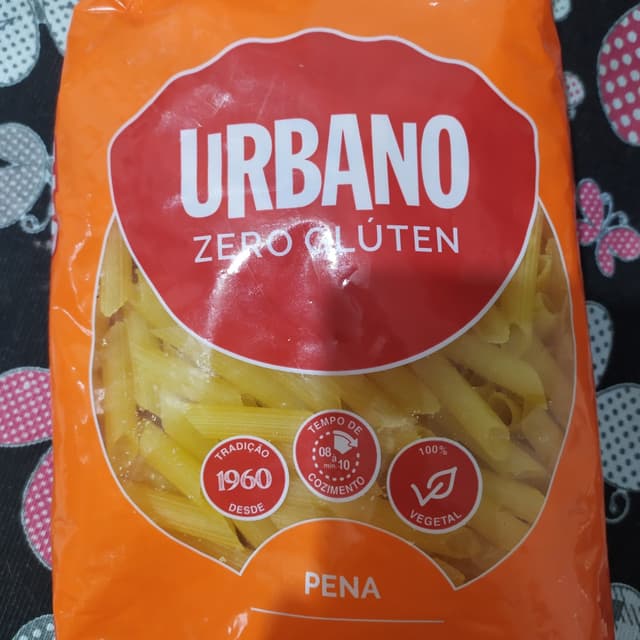 URBANO
ZERO GLÚTEN
TRADIÇÃO
1960
DESDE
TEMPO DE
08 a 10
min.
COZIMENTO
100%
VEGETAL
PENA